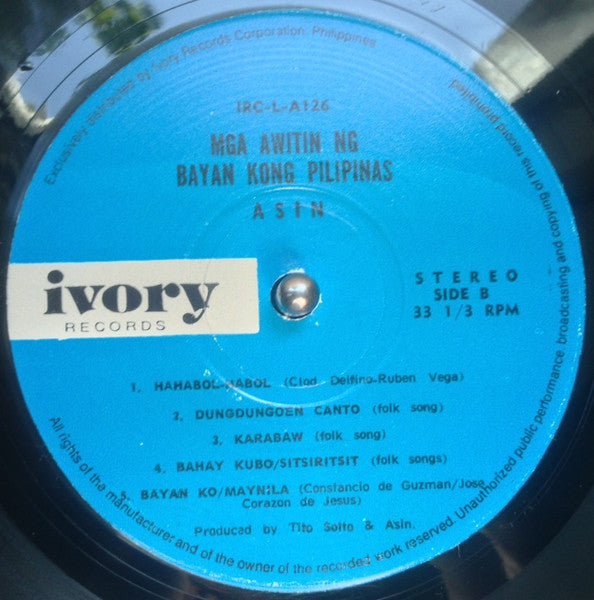 Exclusively distributed by Ivory Records Corporation, Philippines
IRC-L-A126
MGA AWITIN NG
BAYAN KONG PILIPINAS
ASIN
ivory
RECORDS
STEREO
SIDE B
33 1/3 RPM
1. HAHABOL-HABOL (Clod Delfino-Ruben Vega)
2. DUNGDUNGOEN CANTO (folk song)
3. KARABAW (folk song)
4. BAHAY KUBO/SITSIRITSIT (folk songs)
5. BAYAN KO/MAYNILA (Constancio de Guzman/Jose
Corazon de Jesus)
Produced by Tito Sotto & Asin.
All rights of the manufacturer and of the owner of the recorded work reserved. Unauthorized public performance, broadcasting and copying of this record prohibited